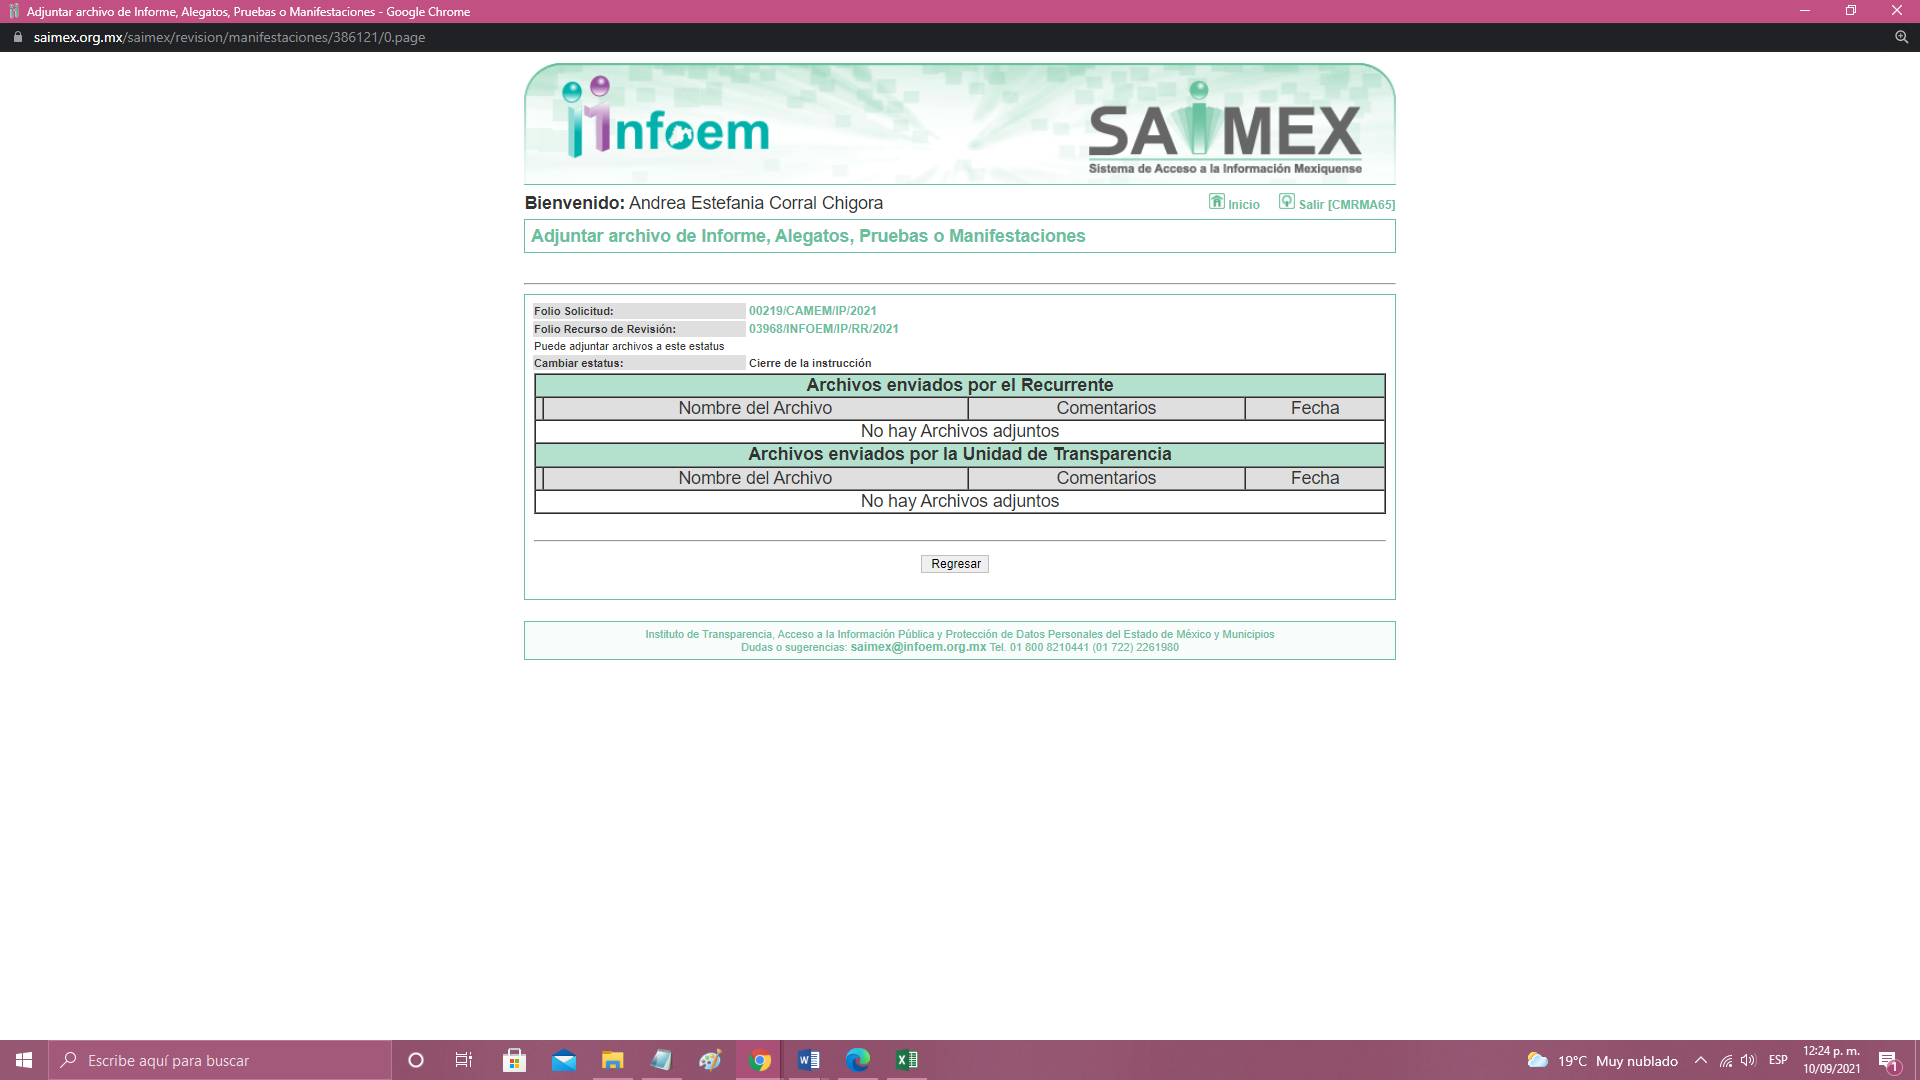 Adjuntar archivo de Informe, Alegatos, Pruebas o Manifestaciones - Google Chrome
saimex.org.mx/saimex/revision/manifestaciones/386121/0.page
infoem
SAIMEX
Sistema de Acceso a la Información Mexiquense
Bienvenido: Andrea Estefania Corral Chigora
Inicio Salir [CMRMA65]
Adjuntar archivo de Informe, Alegatos, Pruebas o Manifestaciones
Folio Solicitud: 00219/CAMEM/IP/2021
Folio Recurso de Revisión: 03968/INFOEM/IP/RR/2021
Puede adjuntar archivos a este estatus
Cambiar estatus: Cierre de la instrucción
Archivos enviados por el Recurrente
Nombre del Archivo Comentarios Fecha
No hay Archivos adjuntos
Archivos enviados por la Unidad de Transparencia
Nombre del Archivo Comentarios Fecha
No hay Archivos adjuntos
Regresar
Instituto de Transparencia, Acceso a la Información Pública y Protección de Datos Personales del Estado de México y Municipios
Dudas o sugerencias: saimex@infoem.org.mx Tel. 01 800 8210441 (01 722) 2261980
Escribe aquí para buscar
19°C Muy nublado
ESP
12:24 p. m.
10/09/2021
1